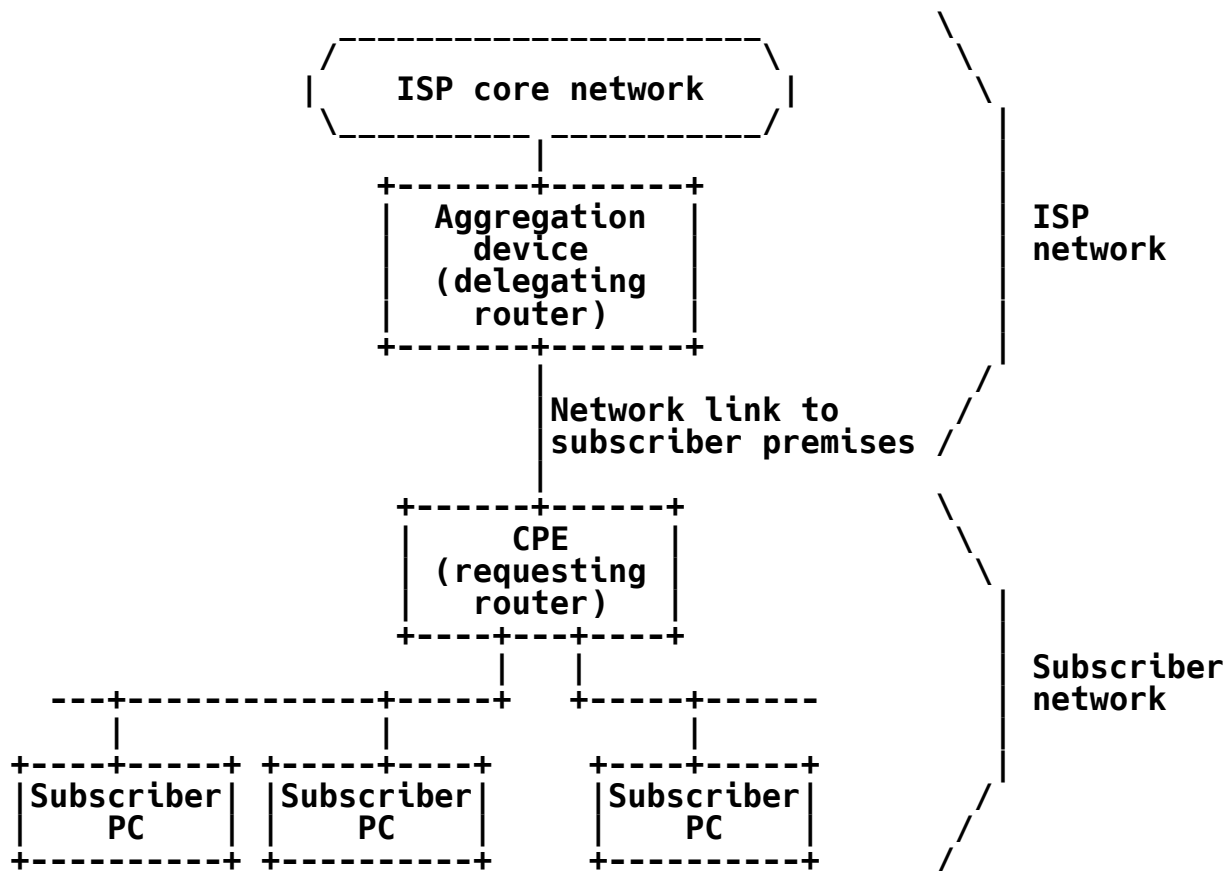 ISP core network
Aggregation
device
(delegating
router)
ISP
network
Network link to
subscriber premises
CPE
(requesting
router)
Subscriber
network
Subscriber
PC
Subscriber
PC
Subscriber
PC